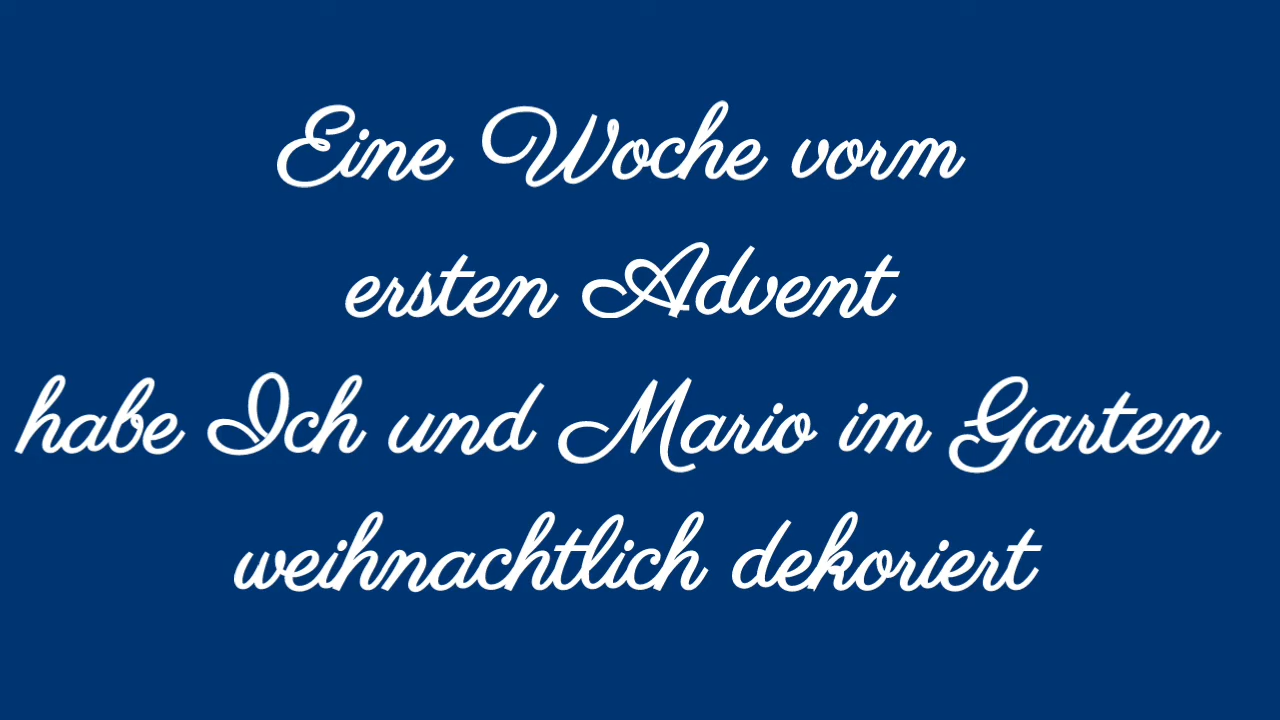 Eine Woche vorm
ersten Advent
habe Ich und Mario im Garten
weihnachtlich dekoriert